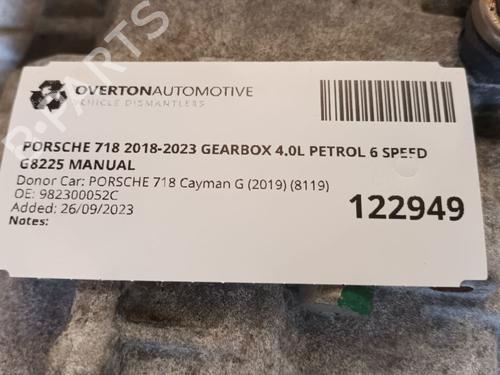 B-PARTS
OVERTONAUTOMOTIVE
VEHICLE DISMANTLERS
PORSCHE 718 2018-2023 GEARBOX 4.0L PETROL 6 SPEED
G8225 MANUAL
Donor Car: PORSCHE 718 Cayman G (2019) (8119)
OE: 982300052C
Added: 26/09/2023
Notes:
122949